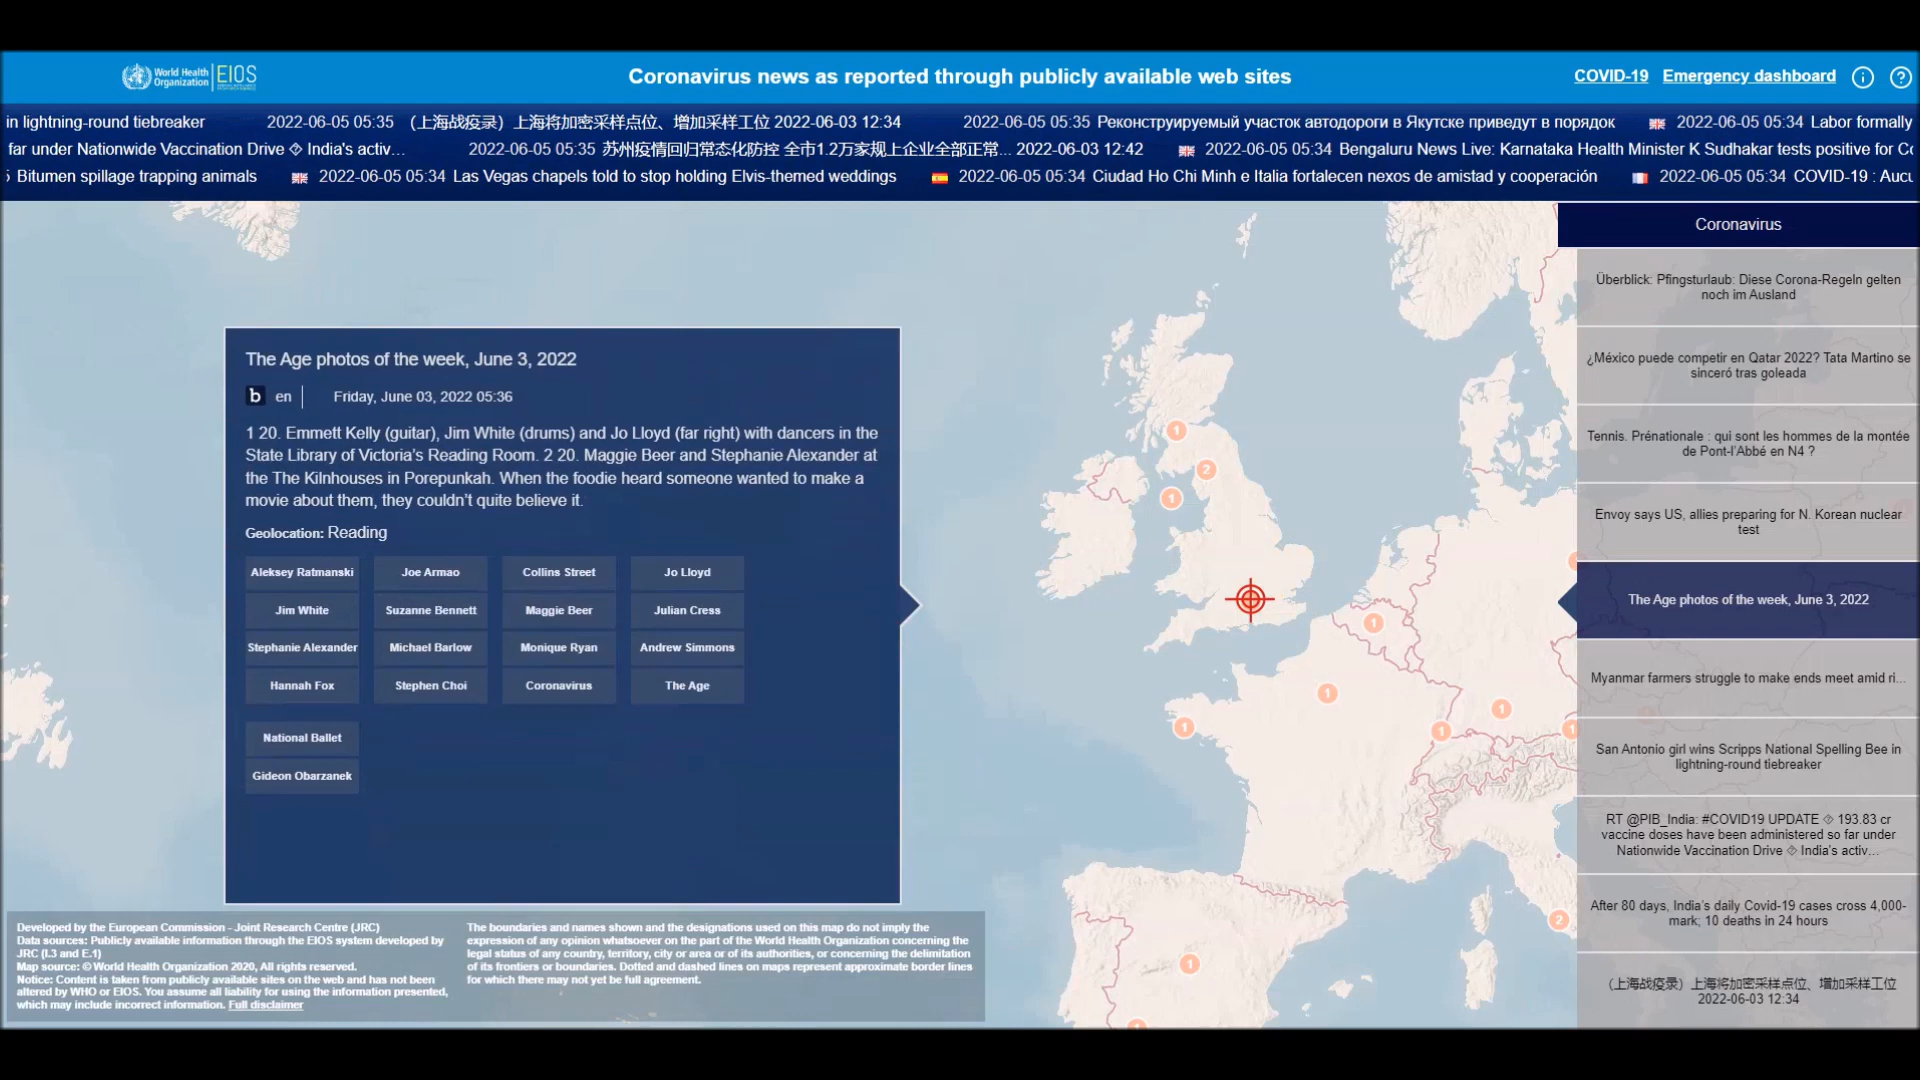 World Health Organization
EIOS
Coronavirus news as reported through publicly available web sites
COVID-19 Emergency dashboard
in lightning-round tiebreaker 2022-06-05 05:35 （上海战疫录）上海将加密采样点位、增加采样工位 2022-06-03 12:34 2022-06-05 05:35 Реконструируемый участок автодороги в Якутске приведут в порядок 2022-06-05 05:34 Labor formally
far under Nationwide Vaccination Drive � India's activ… 2022-06-05 05:35 苏州疫情回归常态化防控 全市1.2万家规上企业全部正常... 2022-06-03 12:42 2022-06-05 05:34 Bengaluru News Live: Karnataka Health Minister K Sudhakar tests positive for Co
Bitumen spillage trapping animals 2022-06-05 05:34 Las Vegas chapels told to stop holding Elvis-themed weddings 2022-06-05 05:34 Ciudad Ho Chi Minh e Italia fortalecen nexos de amistad y cooperación 2022-06-05 05:34 COVID-19 : Aucu
The Age photos of the week, June 3, 2022
b en Friday, June 03, 2022 05:36
1 20. Emmett Kelly (guitar), Jim White (drums) and Jo Lloyd (far right) with dancers in the
State Library of Victoria's Reading Room. 2 20. Maggie Beer and Stephanie Alexander at
the The Kilnhouses in Porepunkah. When the foodie heard someone wanted to make a
movie about them, they couldn't quite believe it.
Geolocation: Reading
Aleksey Ratmanski Joe Armao Collins Street Jo Lloyd
Jim White Suzanne Bennett Maggie Beer Julian Cress
Stephanie Alexander Michael Barlow Monique Ryan Andrew Simmons
Hannah Fox Stephen Choi Coronavirus The Age
National Ballet
Gideon Obarzanek
1
2
1
1
1
1
1
1
1
2
1
1
Coronavirus
Überblick: Pfingsturlaub: Diese Corona-Regeln gelten
noch im Ausland
¿México puede competir en Qatar 2022? Tata Martino se
sinceró tras goleada
Tennis. Prénationale : qui sont les hommes de la montée
de Pont-l'Abbé en N4 ?
Envoy says US, allies preparing for N. Korean nuclear
test
The Age photos of the week, June 3, 2022
Myanmar farmers struggle to make ends meet amid ri...
San Antonio girl wins Scripps National Spelling Bee in
lightning-round tiebreaker
RT @PIB_India: #COVID19 UPDATE � 193.83 cr
vaccine doses have been administered so far under
Nationwide Vaccination Drive � India's activ…
After 80 days, India's daily Covid-19 cases cross 4,000-
mark; 10 deaths in 24 hours
（上海战疫录）上海将加密采样点位、增加采样工位
2022-06-03 12:34
Developed by the European Commission - Joint Research Centre (JRC)
Data sources: Publicly available information through the EIOS system developed by
JRC (I.3 and E.1)
Map source: © World Health Organization 2020, All rights reserved.
Notice: Content is taken from publicly available sites on the web and has not been
altered by WHO or EIOS. You assume all liability for using the information presented,
which may include incorrect information. Full disclaimer
The boundaries and names shown and the designations used on this map do not imply the
expression of any opinion whatsoever on the part of the World Health Organization concerning the
legal status of any country, territory, city or area or of its authorities, or concerning the delimitation
of its frontiers or boundaries. Dotted and dashed lines on maps represent approximate border lines
for which there may not yet be full agreement.